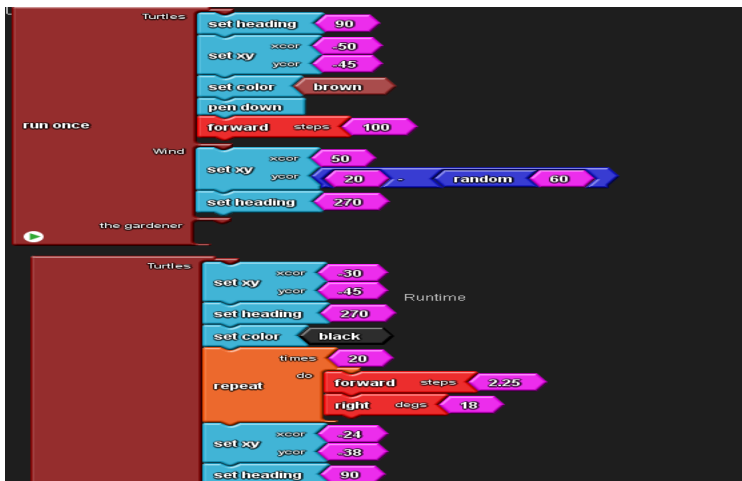 Turtles
set heading 90
set xy xcor -50
ycor -45
set color brown
pen down
run once
forward steps 100
Wind
set xy xcor 50
ycor 20 - random 60
set heading 270
the gardener
Turtles
set xy xcor -30
ycor -45
Runtime
set heading 270
set color black
repeat times 20
do forward steps 2.25
right degs 18
set xy xcor -24
ycor -38
set heading 90